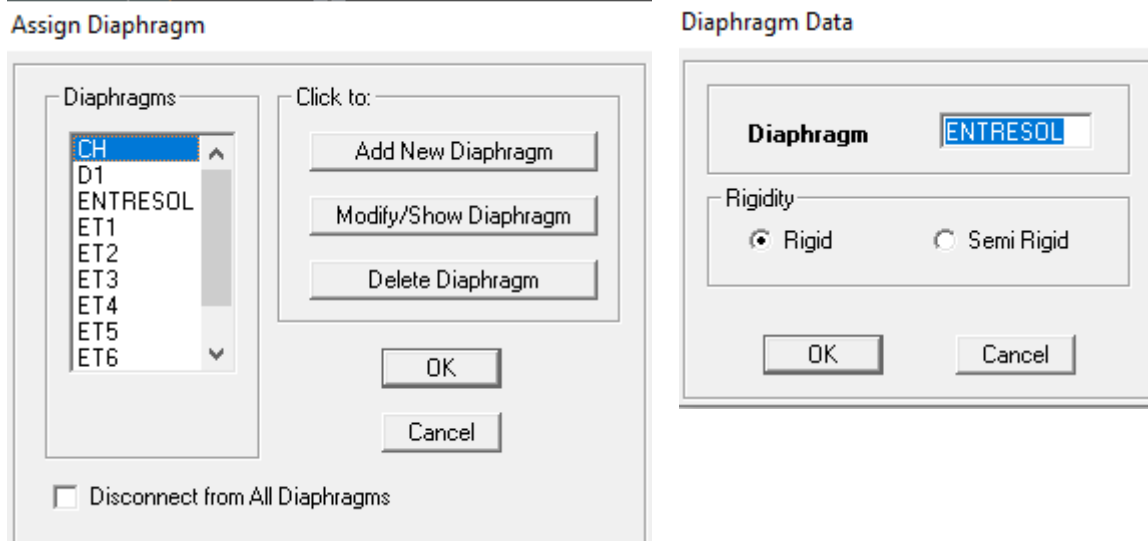 Assign Diaphragm
Diaphragms
CH
D1
ENTRESOL
ET1
ET2
ET3
ET4
ET5
ET6
Click to:
Add New Diaphragm
Modify/Show Diaphragm
Delete Diaphragm
OK
Cancel
Disconnect from All Diaphragms
Diaphragm Data
Diaphragm ENTRESOL
Rigidity
Rigid Semi Rigid
OK Cancel